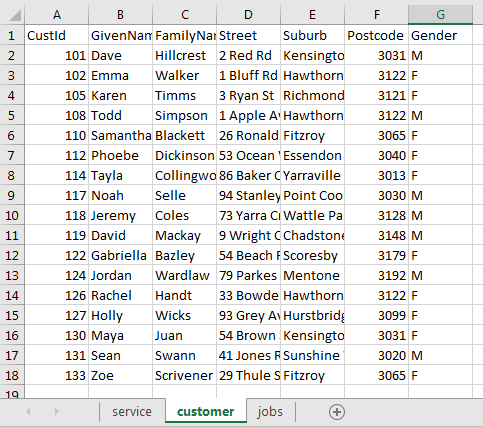 A B C D E F G
1 CustId GivenNam FamilyNa Street Suburb Postcode Gender
2 101 Dave Hillcrest 2 Red Rd Kensingto 3031 M
3 102 Emma Walker 1 Bluff Rd Hawthorn 3122 F
4 105 Karen Timms 3 Ryan St Richmond 3121 F
5 108 Todd Simpson 1 Apple Av Hawthorn 3122 M
6 110 Samantha Blackett 26 Ronald Fitzroy 3065 F
7 112 Phoebe Dickinson 53 Ocean Essendon 3040 F
8 114 Tayla Collingwo 86 Baker Yarraville 3013 F
9 117 Noah Selle 94 Stanley Point Coo 3030 M
10 118 Jeremy Coles 73 Yarra Wattle Pa 3128 M
11 119 David Mackay 9 Wright Chadstone 3148 M
12 122 Gabriella Bazley 54 Beach Scoresby 3179 F
13 124 Jordan Wardlaw 79 Parkes Mentone 3192 M
14 126 Rachel Handt 33 Bowde Hawthorn 3122 F
15 127 Holly Wicks 93 Grey Av Hurstbridg 3099 F
16 130 Maya Juan 54 Brown Kensingto 3031 F
17 131 Sean Swann 41 Jones Sunshine 3020 M
18 133 Zoe Scrivener 29 Thule S Fitzroy 3065 F
19
service customer jobs